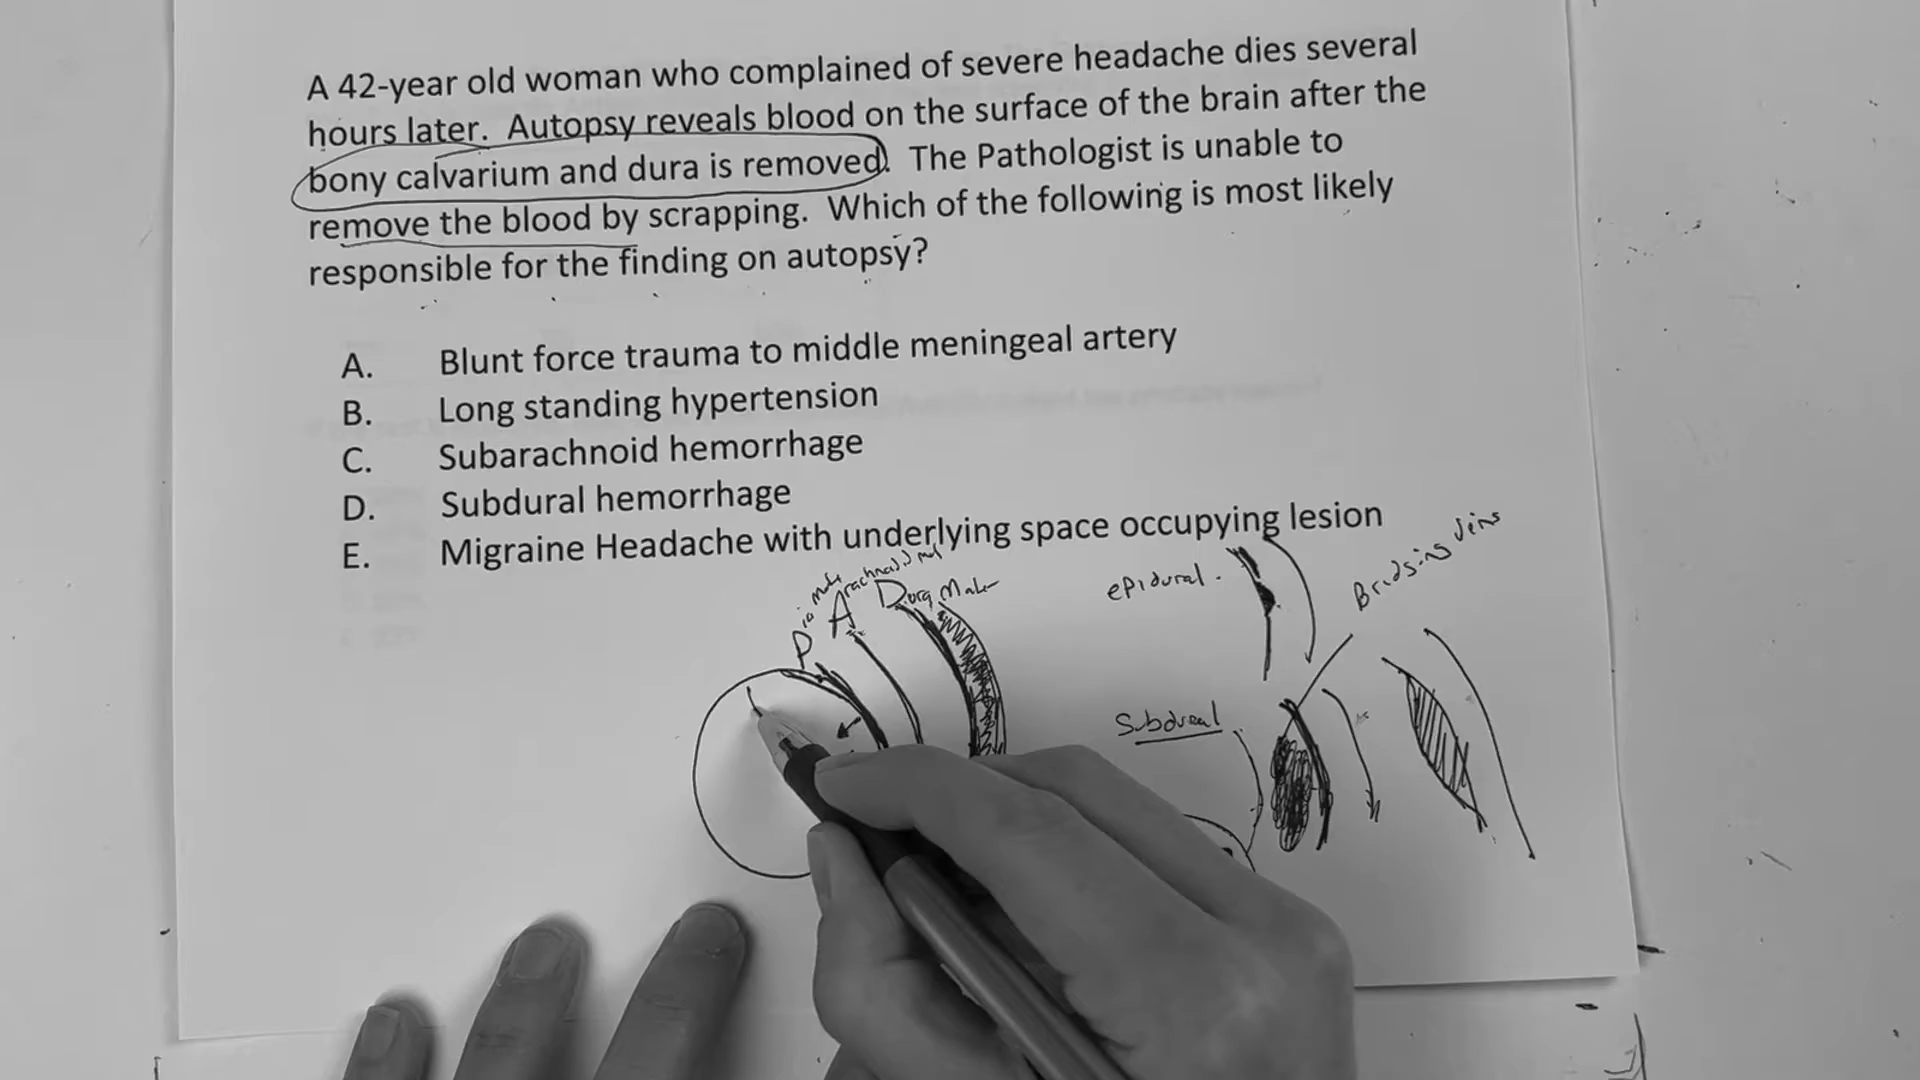 A 42-year old woman who complained of severe headache dies several
hours later. Autopsy reveals blood on the surface of the brain after the
bony calvarium and dura is removed. The Pathologist is unable to
remove the blood by scrapping. Which of the following is most likely
responsible for the finding on autopsy?
A. Blunt force trauma to middle meningeal artery
B. Long standing hypertension
C. Subarachnoid hemorrhage
D. Subdural hemorrhage
E. Migraine Headache with underlying space occupying lesion
Pia
Arachnoid
Dura
epidural
Bridging
Subdural